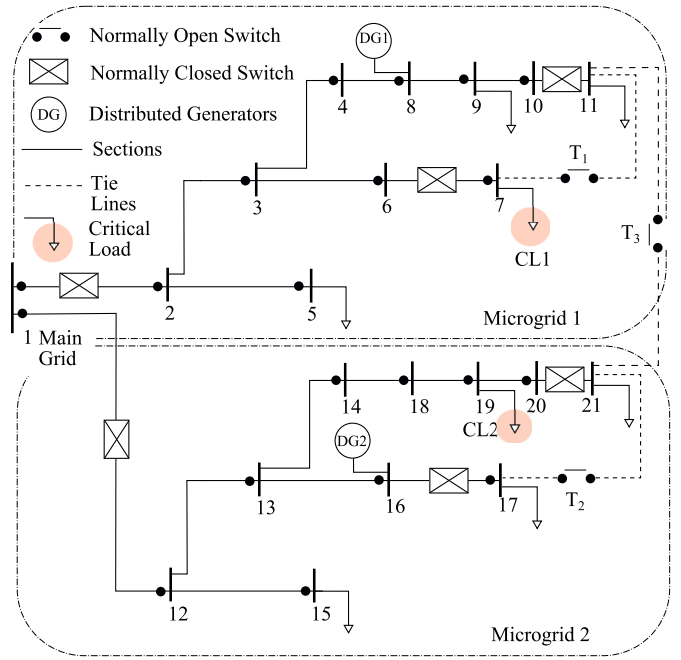 Normally Open Switch
Normally Closed Switch
DG
Distributed Generators
Sections
Tie
Lines
Critical
Load
DG1
4
8
9
10
11
T1
3
6
7
CL1
T3
2
5
Microgrid 1
1 Main
Grid
14
18
19
20
21
CL2
DG2
13
16
17
T2
12
15
Microgrid 2